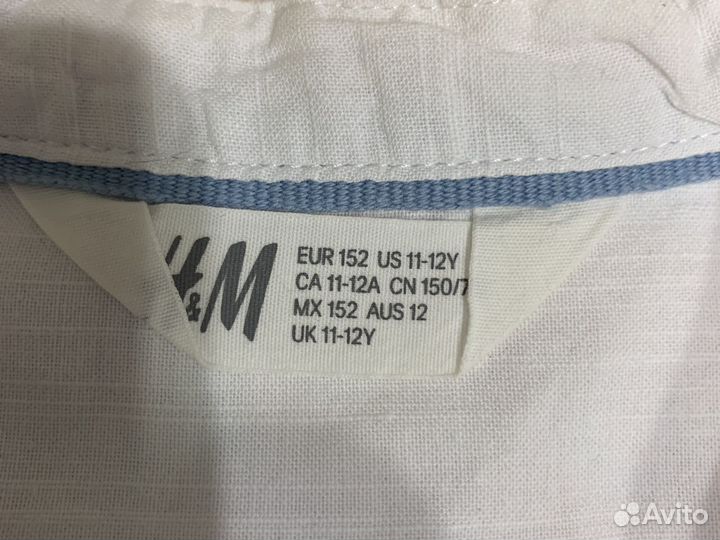 H&M
EUR 152 US 11-12Y
CA 11-12A CN 150/7
MX 152 AUS 12
UK 11-12Y
Avito